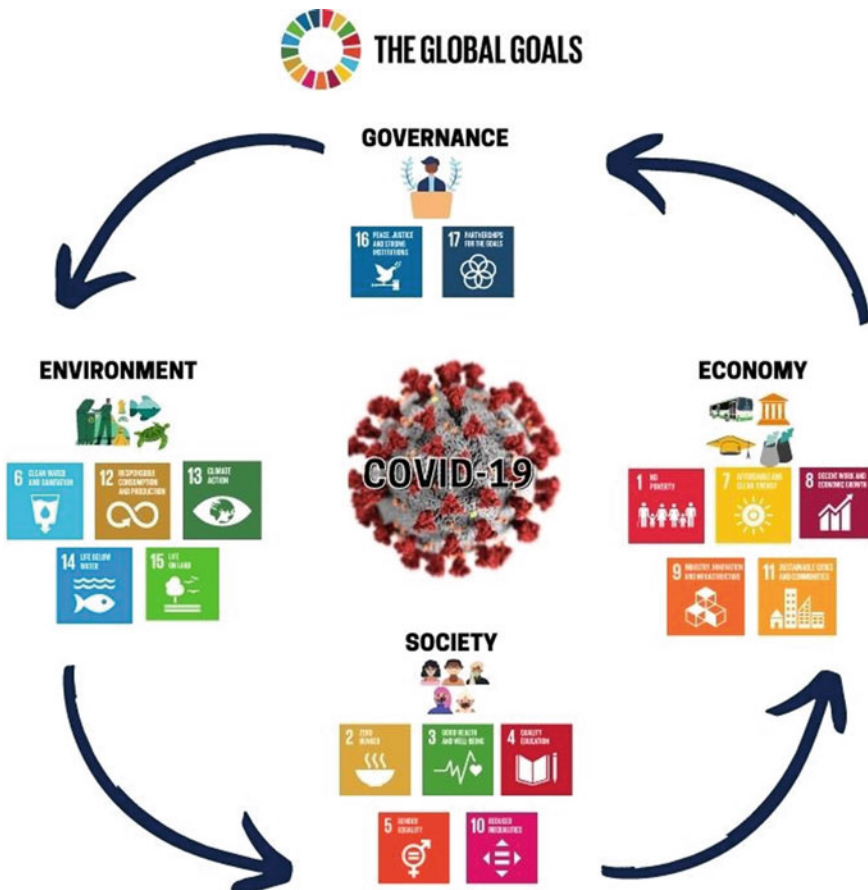 THE GLOBAL GOALS
GOVERNANCE
16 PEACE, JUSTICE
AND STRONG
INSTITUTIONS
17 PARTNERSHIPS
FOR THE GOALS
ENVIRONMENT
6 CLEAN WATER
AND SANITATION
12 RESPONSIBLE
CONSUMPTION
AND PRODUCTION
13 CLIMATE
ACTION
14 LIFE BELOW
WATER
15 LIFE
ON LAND
COVID-19
ECONOMY
1 NO
POVERTY
7 AFFORDABLE AND
CLEAN ENERGY
8 DECENT WORK AND
ECONOMIC GROWTH
9 INDUSTRY, INNOVATION
AND INFRASTRUCTURE
11 SUSTAINABLE CITIES
AND COMMUNITIES
SOCIETY
2 ZERO
HUNGER
3 GOOD HEALTH
AND WELL-BEING
4 QUALITY
EDUCATION
5 GENDER
EQUALITY
10 REDUCED
INEQUALITIES